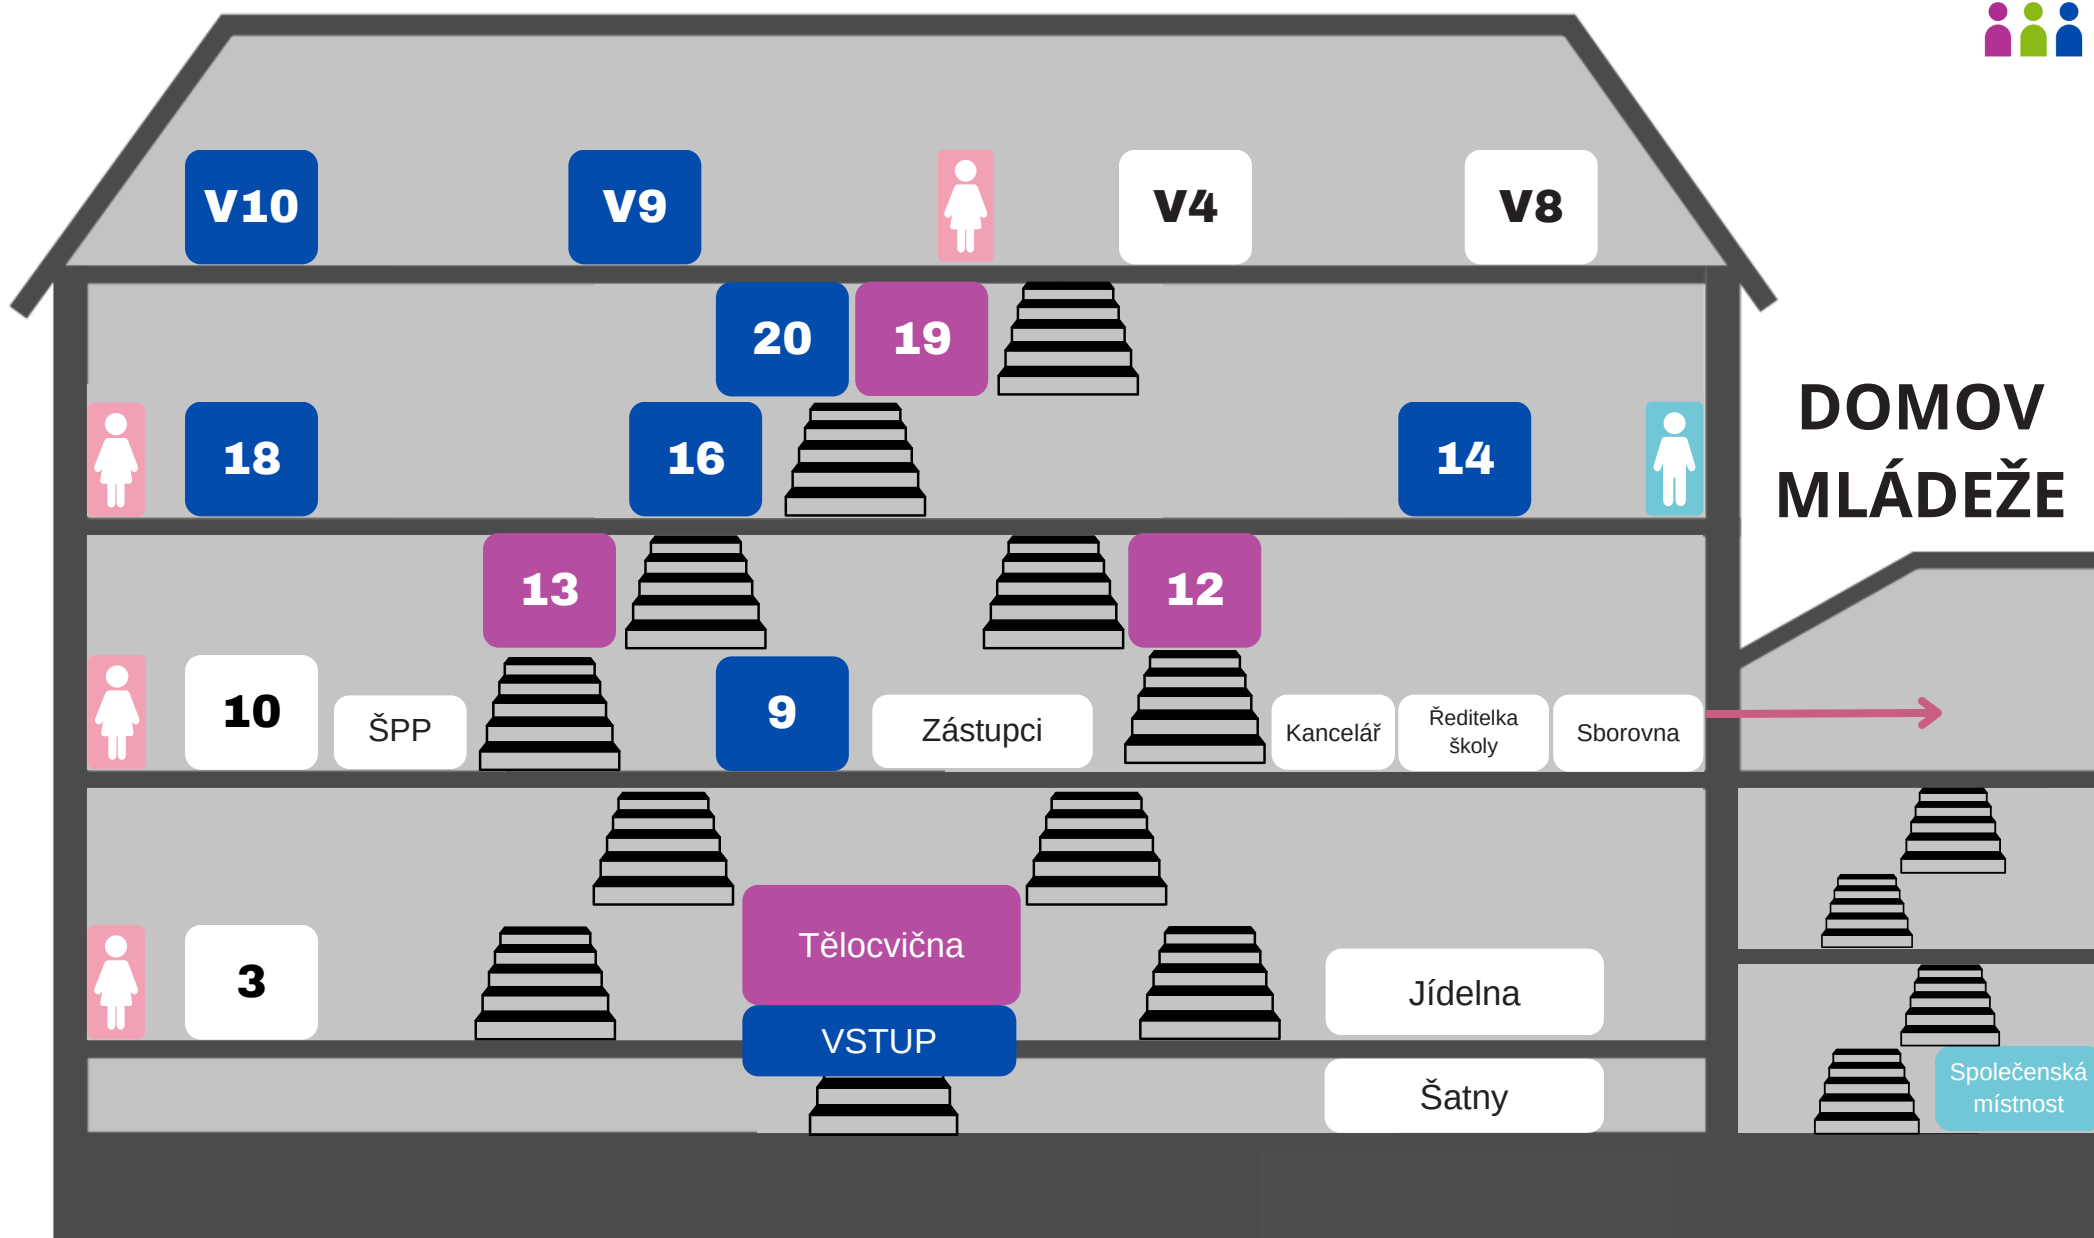 V10
V9
V4
V8
20
19
18
16
14
DOMOV
MLÁDEŽE
13
12
10
ŠPP
9
Zástupci
Kancelář
Ředitelka
školy
Sborovna
Tělocvična
3
VSTUP
Jídelna
Šatny
Společenská
místnost